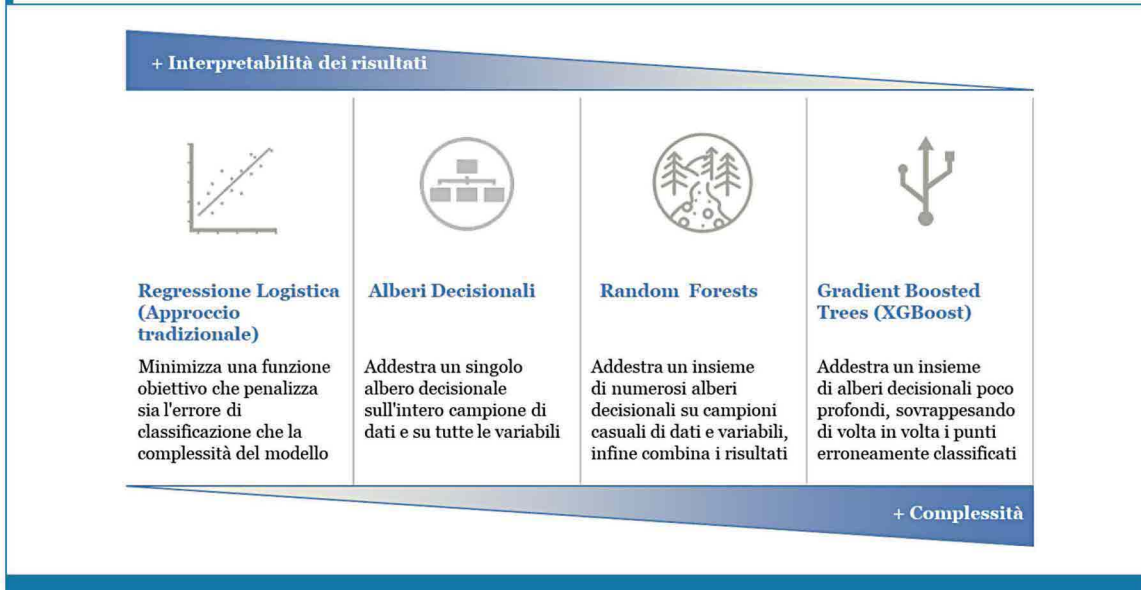 + Interpretabilità dei risultati
Regressione Logistica
(Approccio
tradizionale)
Minimizza una funzione
obiettivo che penalizza
sia l'errore di
classificazione che la
complessità del modello
Alberi Decisionali
Addestra un singolo
albero decisionale
sull'intero campione di
dati e su tutte le variabili
Random Forests
Addestra un insieme
di numerosi alberi
decisionali su campioni
casuali di dati e variabili,
infine combina i risultati
Gradient Boosted
Trees (XGBoost)
Addestra un insieme
di alberi decisionali poco
profondi, sovrappesando
di volta in volta i punti
erroneamente classificati
+ Complessità